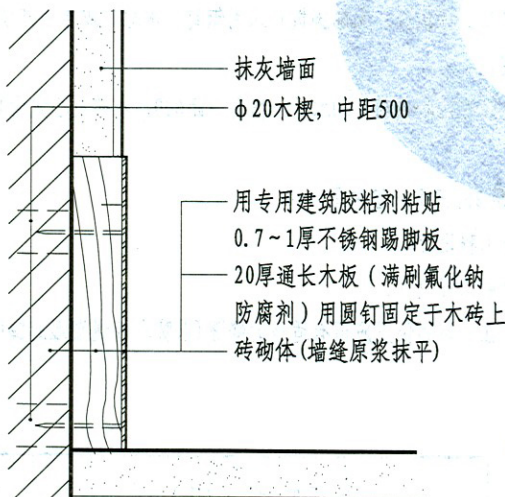 抹灰墙面
φ20木楔，中距500
用专用建筑胶粘剂粘贴
0.7~1厚不锈钢踢脚板
20厚通长木板（满刷氟化钠
防腐剂）用圆钉固定于木砖上
砖砌体(墙缝原浆抹平)